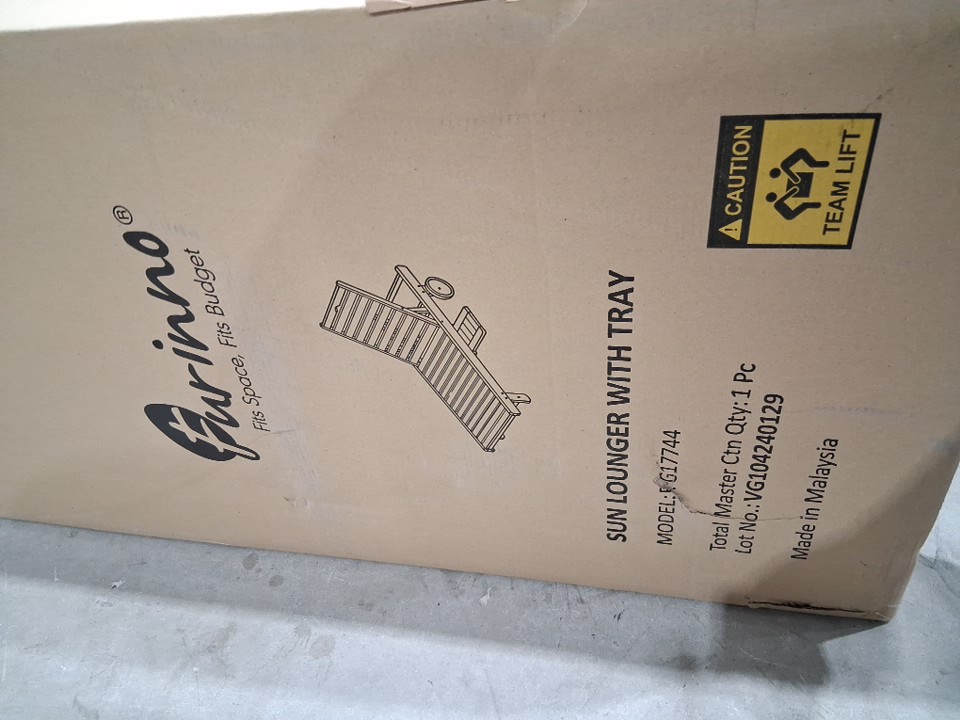 Furinno®
Fits Space, Fits Budget
SUN LOUNGER WITH TRAY
MODEL: G17744
Total Master Ctn Qty: 1 Pc
Lot No.: VG104240129
Made in Malaysia
CAUTION
TEAM LIFT